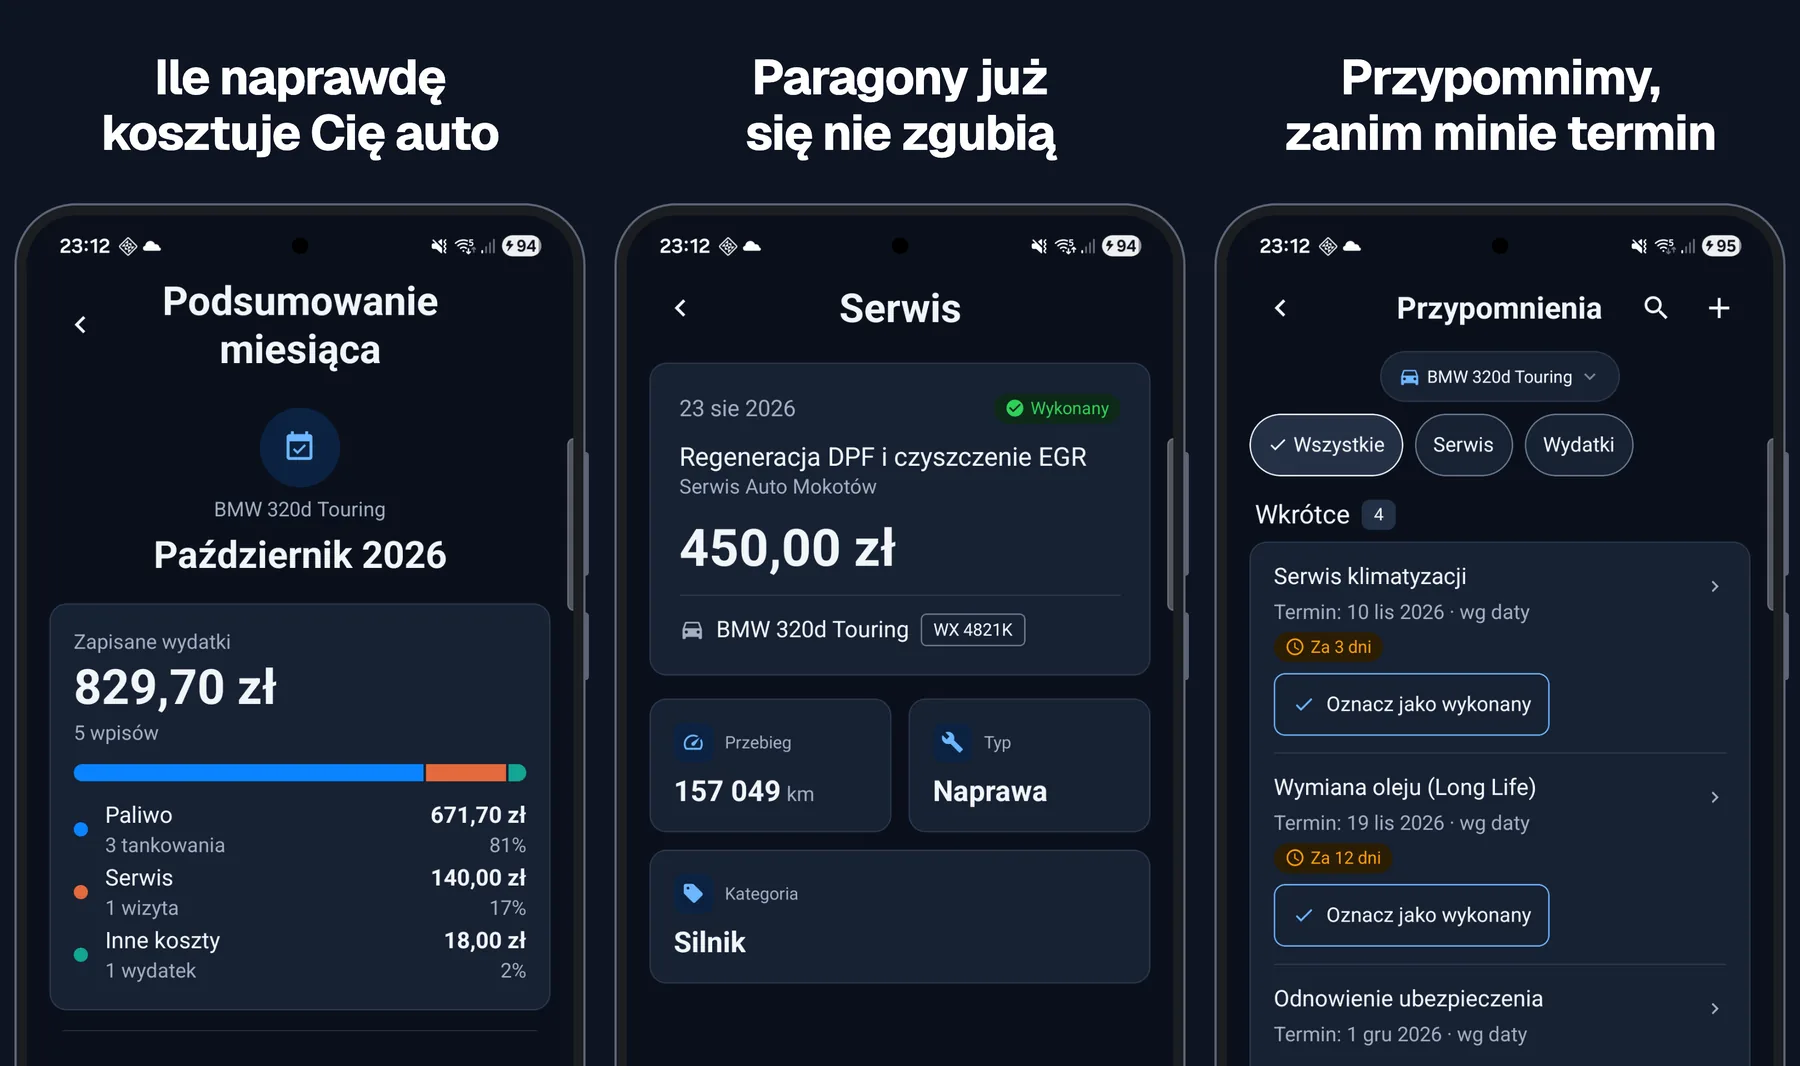 Ile naprawdę
kosztuje Cię auto
23:12
94
Podsumowanie
miesiąca
BMW 320d Touring
Październik 2026
Zapisane wydatki
829,70 zł
5 wpisów
Paliwo 671,70 zł
3 tankowania 81%
Serwis 140,00 zł
1 wizyta 17%
Inne koszty 18,00 zł
1 wydatek 2%
Paragony już
się nie zgubią
23:12
94
Serwis
23 sie 2026 Wykonany
Regeneracja DPF i czyszczenie EGR
Serwis Auto Mokotów
450,00 zł
BMW 320d Touring WX 4821K
Przebieg
157 049 km
Typ
Naprawa
Kategoria
Silnik
Przypomnimy,
zanim minie termin
23:12
95
Przypomnienia
BMW 320d Touring
Wszystkie Serwis Wydatki
Wkrótce 4
Serwis klimatyzacji
Termin: 10 lis 2026 · wg daty
Za 3 dni
Oznacz jako wykonany
Wymiana oleju (Long Life)
Termin: 19 lis 2026 · wg daty
Za 12 dni
Oznacz jako wykonany
Odnowienie ubezpieczenia
Termin: 1 gru 2026 · wg daty